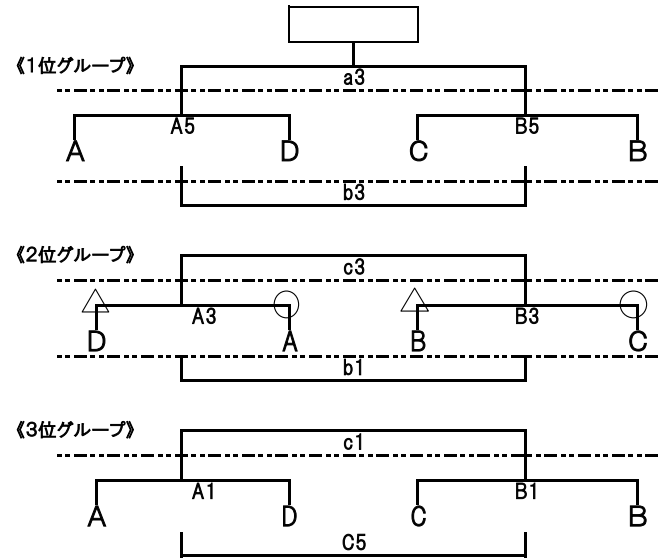 《1位グループ》
a3
A5 B5
A D C B
b3
《2位グループ》
c3
A3 B3
D A B C
b1
《3位グループ》
c1
A1 B1
A D C B
C5